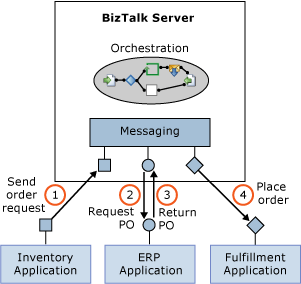 BizTalk Server
Orchestration
Messaging
Send
order
request
1
2
3
4
Place
order
Request
PO
Return
PO
Inventory
Application
ERP
Application
Fulfillment
Application